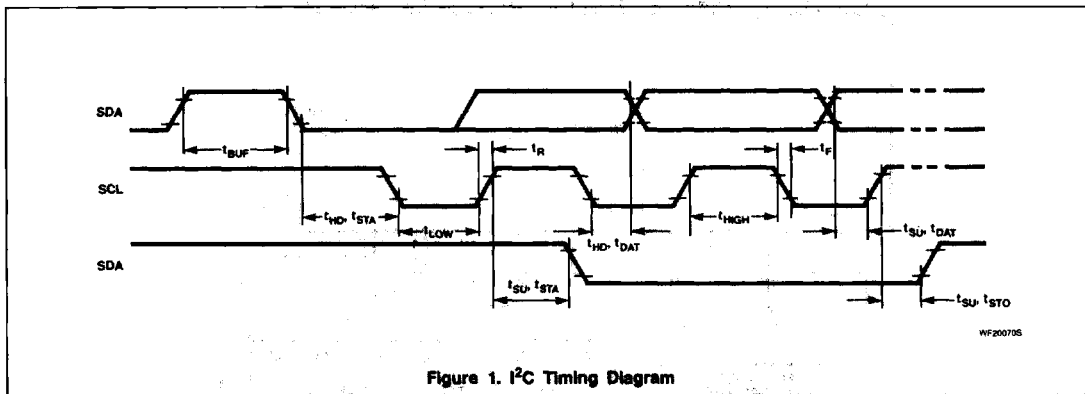 SDA
tBUF
tR
tF
SCL
tHD, tSTA
tLOW
tHD, tDAT
tHIGH
tSU, tDAT
SDA
tSU, tSTA
tSU, tSTO
WF20070S
Figure 1. I²C Timing Diagram